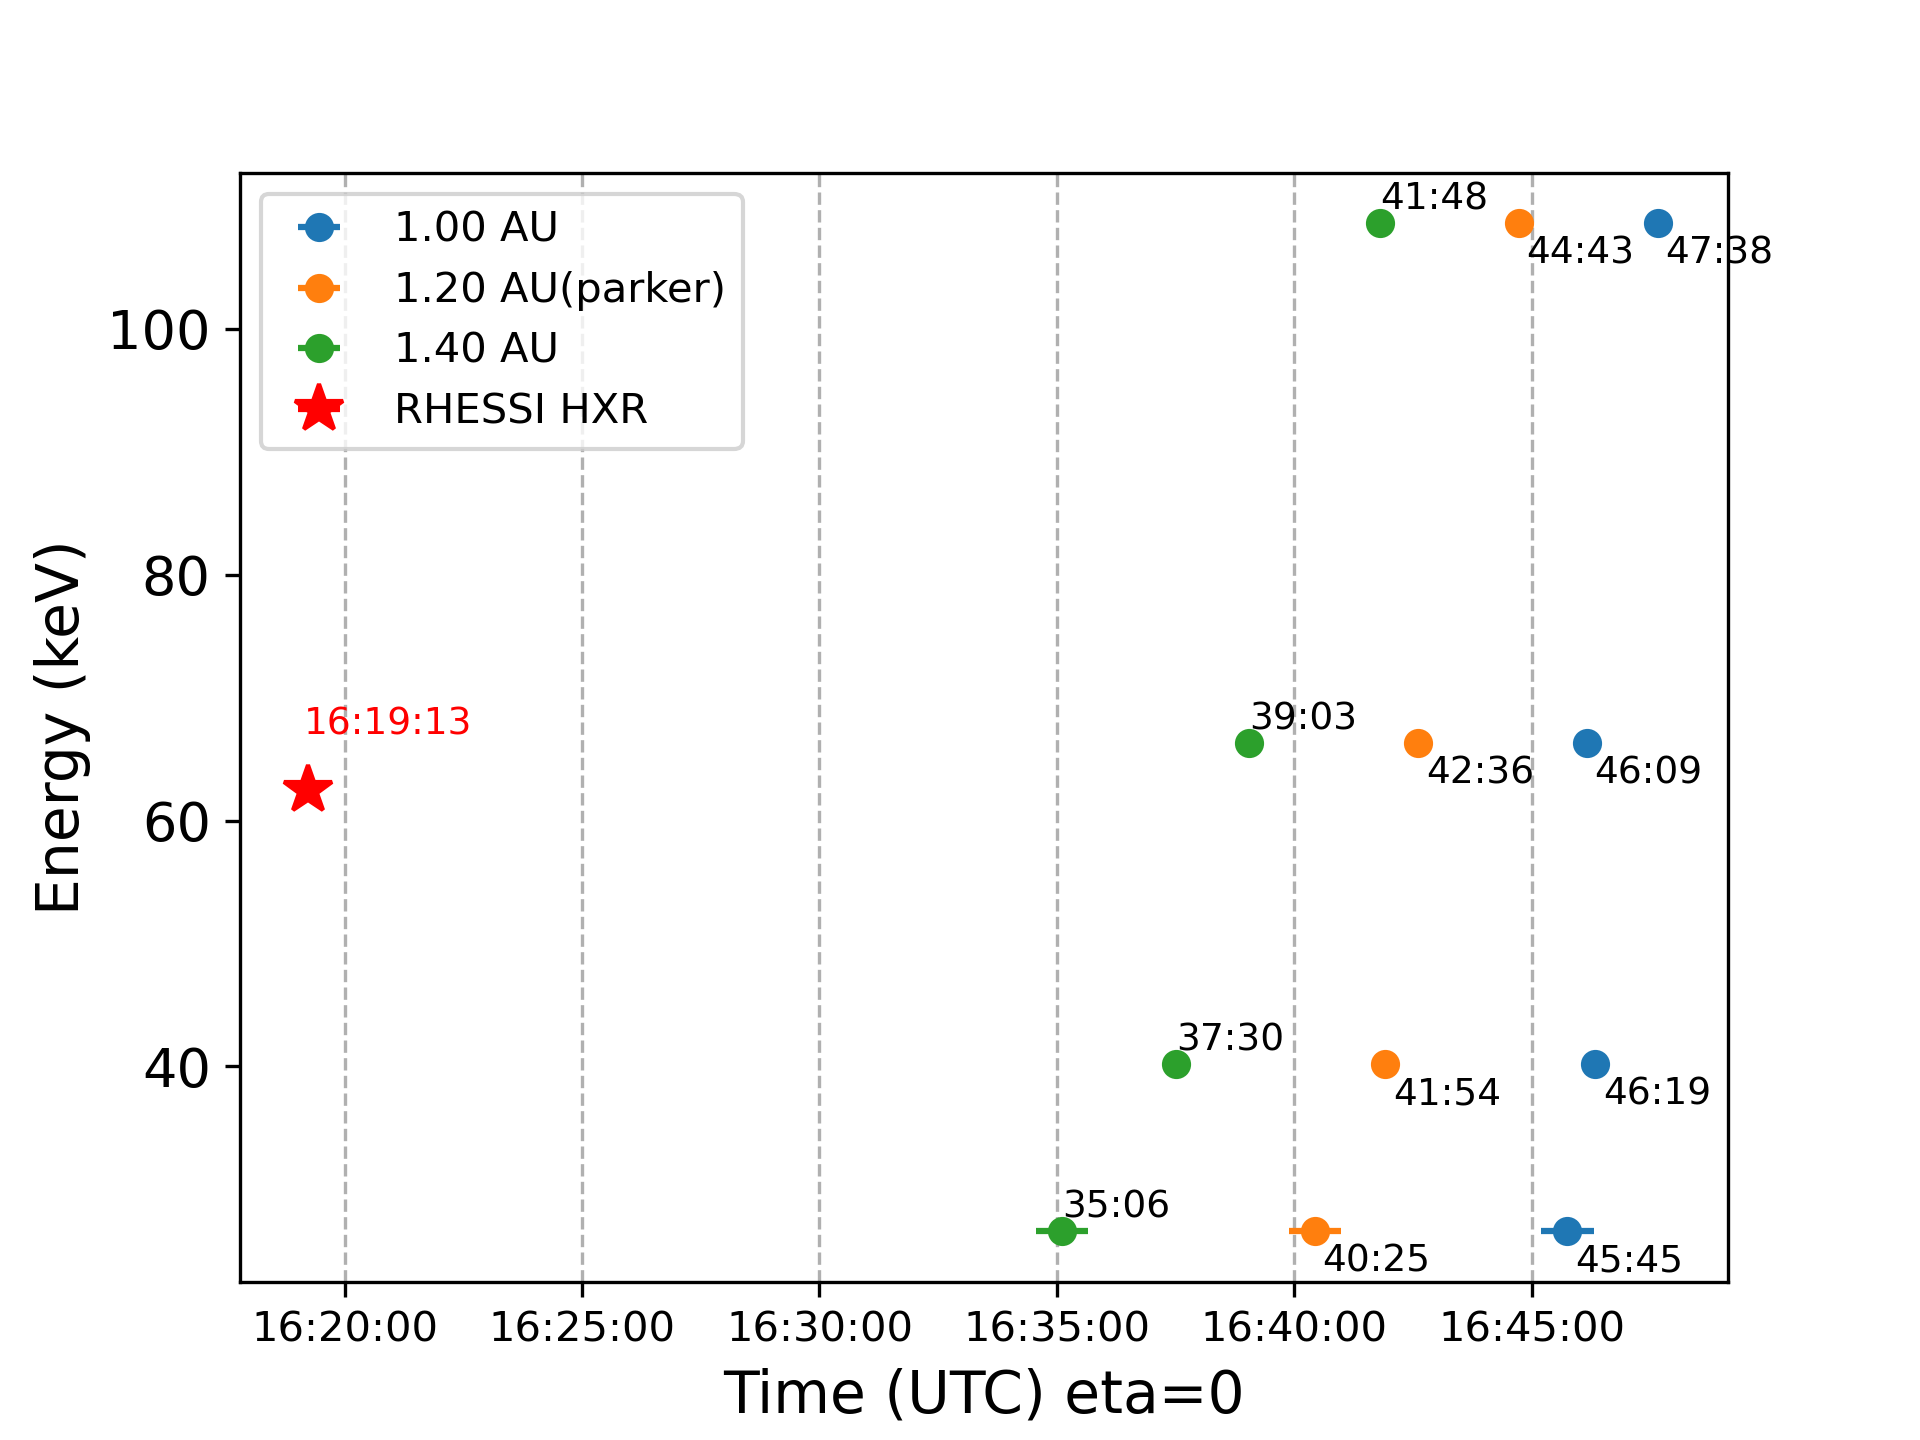 1.00 AU
1.20 AU(parker)
1.40 AU
RHESSI HXR
41:48
44:43
47:38
16:19:13
39:03
42:36
46:09
37:30
41:54
46:19
35:06
40:25
45:45
100
80
60
40
Energy (keV)
16:20:00 16:25:00 16:30:00 16:35:00 16:40:00 16:45:00
Time (UTC) eta=0